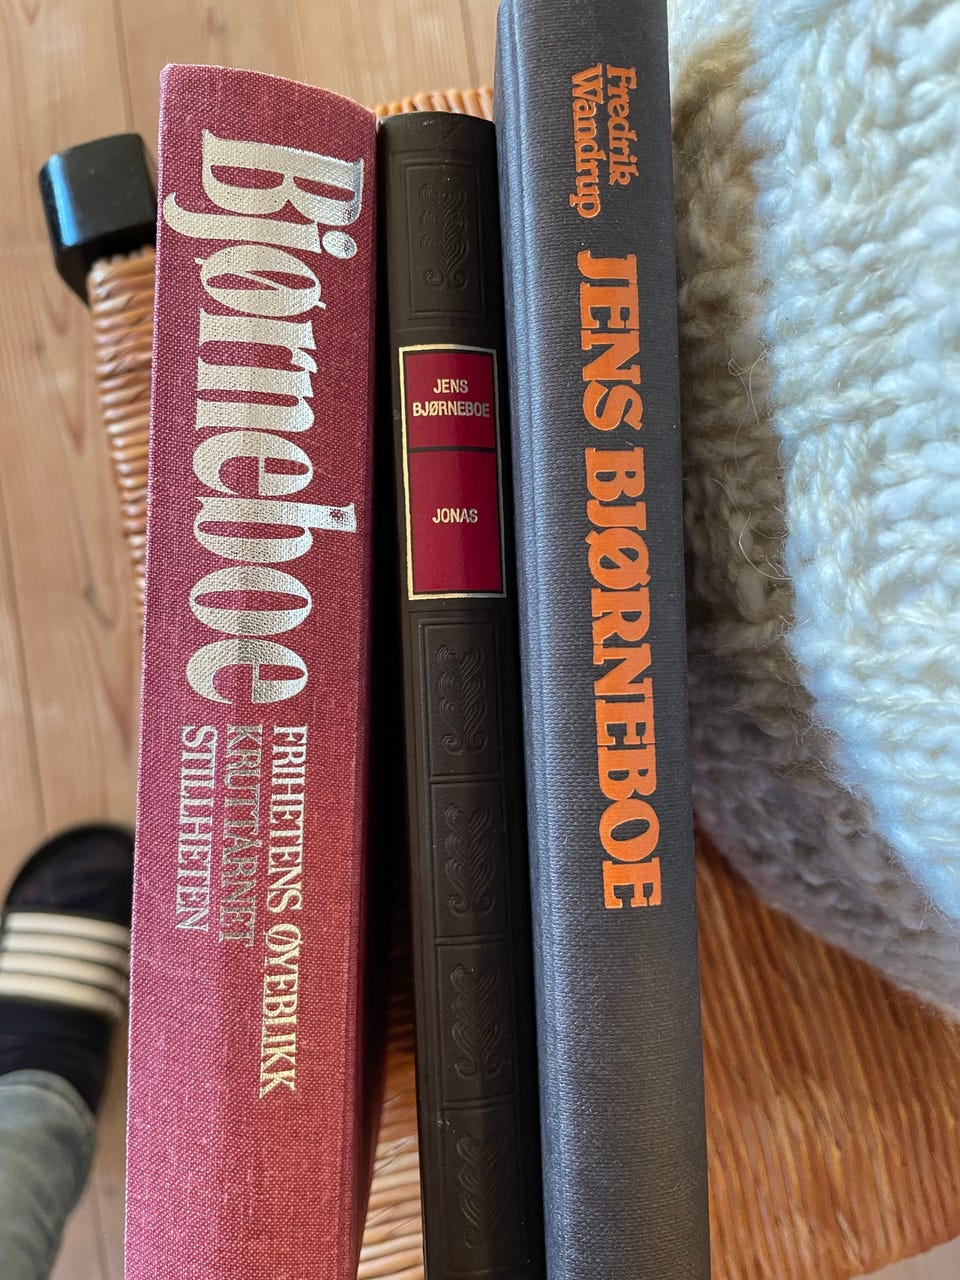 Bjørneboe
FRIHETENS ØYEBLIKK
KRUTTÅRNET
STILLHETEN
JENS
BJØRNEBOE
JONAS
Fredrik
Wandrup
JENS BJØRNEBOE